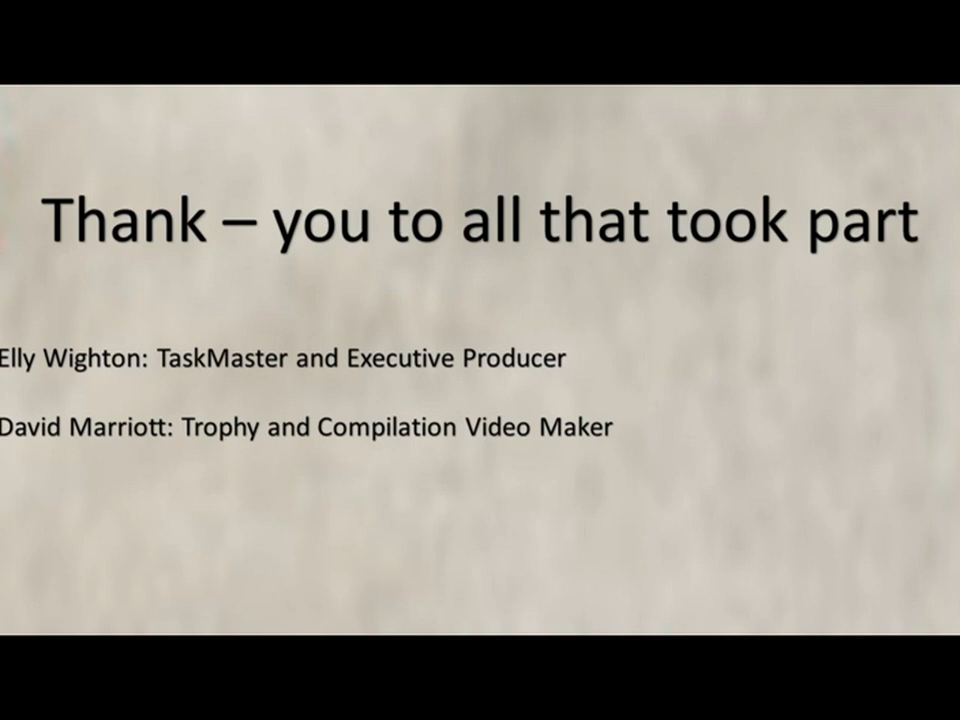 Thank – you to all that took part
Elly Wighton: TaskMaster and Executive Producer
David Marriott: Trophy and Compilation Video Maker